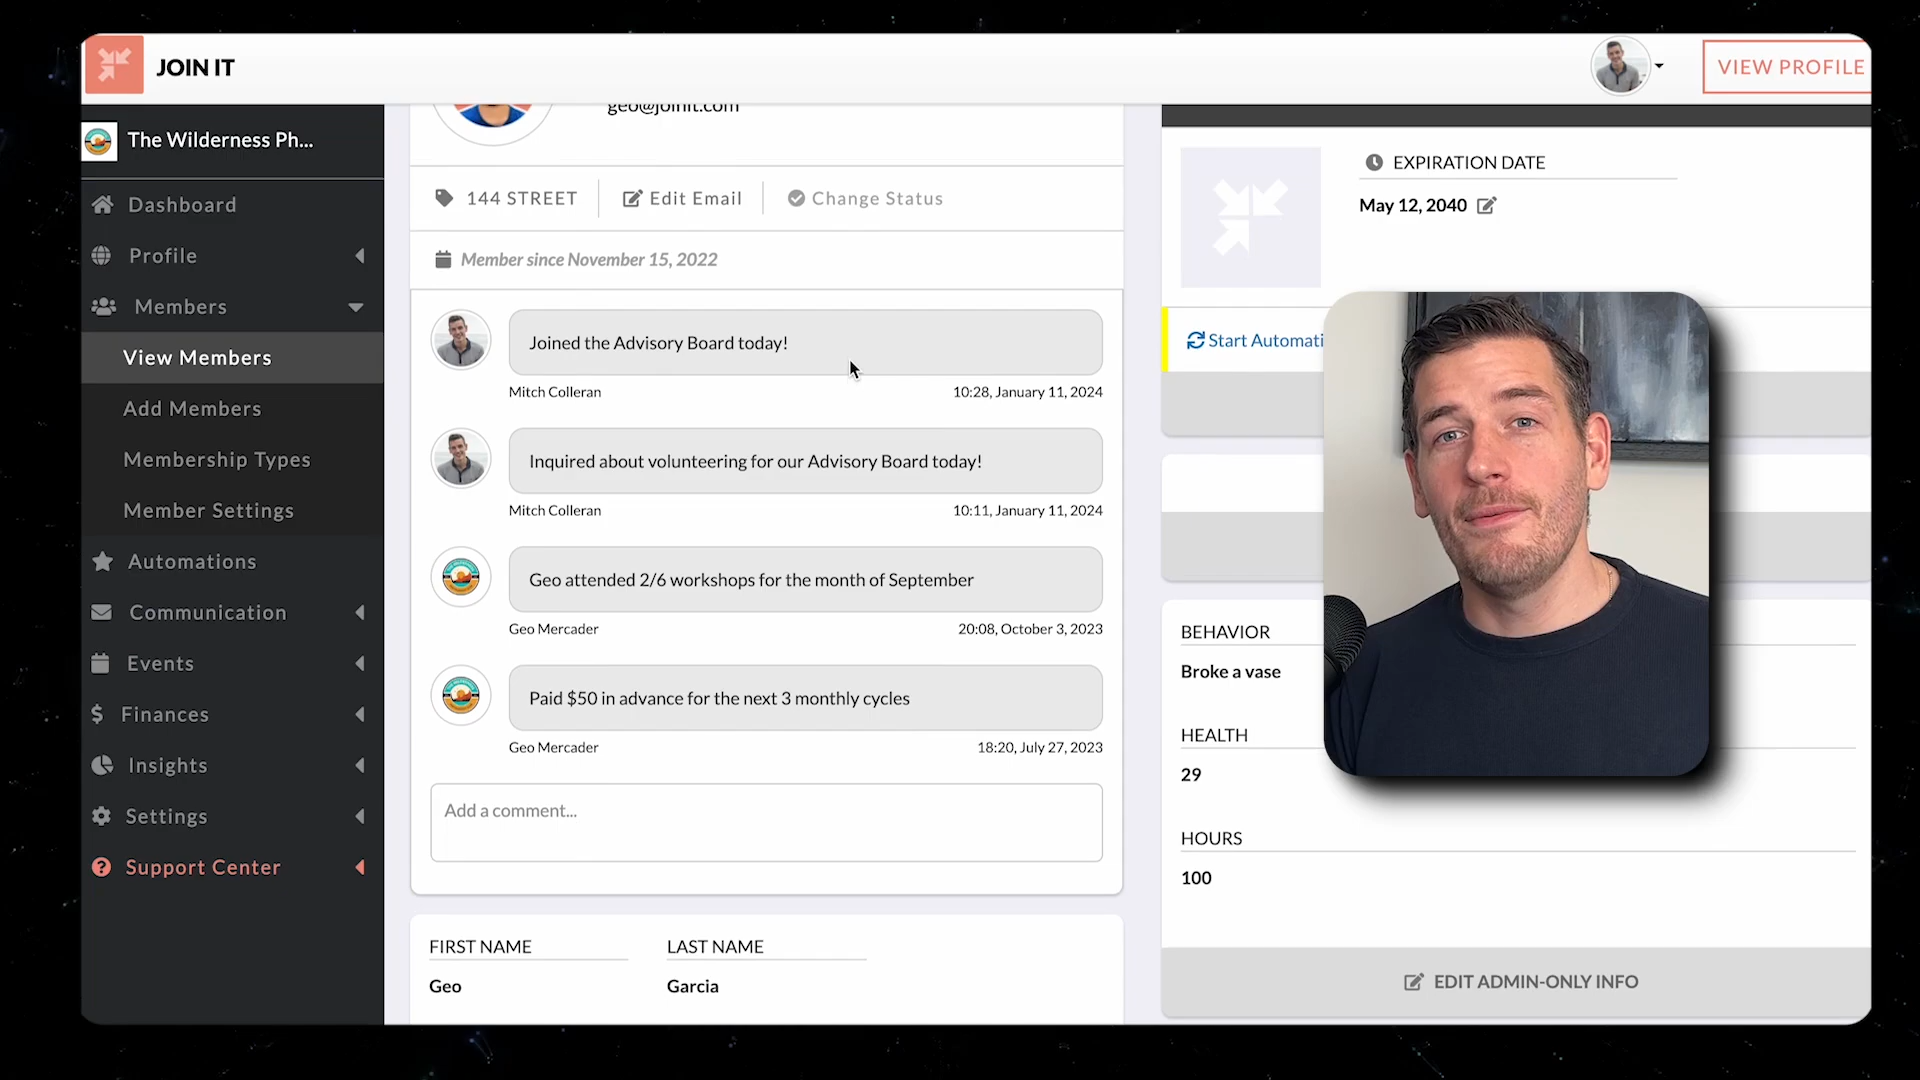 JOIN IT
VIEW PROFILE
The Wilderness Ph...
Dashboard
Profile
Members
View Members
Add Members
Membership Types
Member Settings
Automations
Communication
Events
Finances
Insights
Settings
Support Center
geo@joinit.com
144 STREET
Edit Email
Change Status
Member since November 15, 2022
Joined the Advisory Board today!
Mitch Colleran 10:28, January 11, 2024
Inquired about volunteering for our Advisory Board today!
Mitch Colleran 10:11, January 11, 2024
Geo attended 2/6 workshops for the month of September
Geo Mercader 20:08, October 3, 2023
Paid $50 in advance for the next 3 monthly cycles
Geo Mercader 18:20, July 27, 2023
Add a comment...
FIRST NAME LAST NAME
Geo Garcia
EXPIRATION DATE
May 12, 2040
Start Automati
BEHAVIOR
Broke a vase
HEALTH
29
HOURS
100
EDIT ADMIN-ONLY INFO